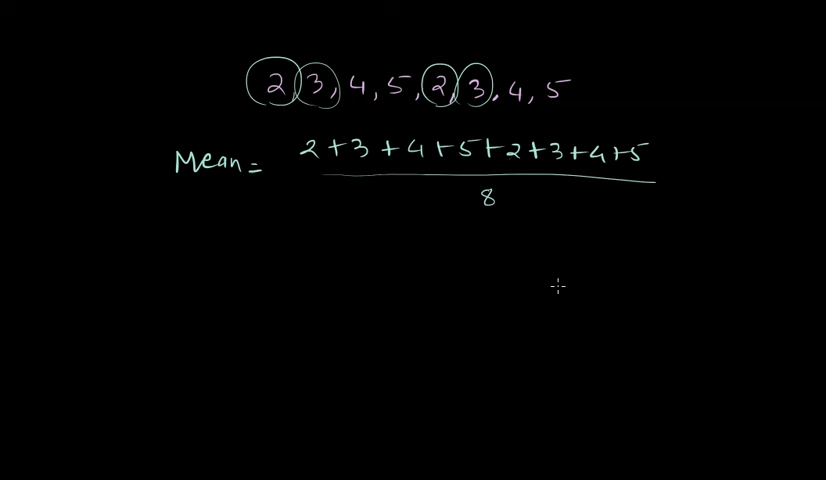 2, 3, 4, 5, 2, 3. 4, 5
Mean = 2 + 3 + 4 + 5 + 2 + 3 + 4 + 5
8